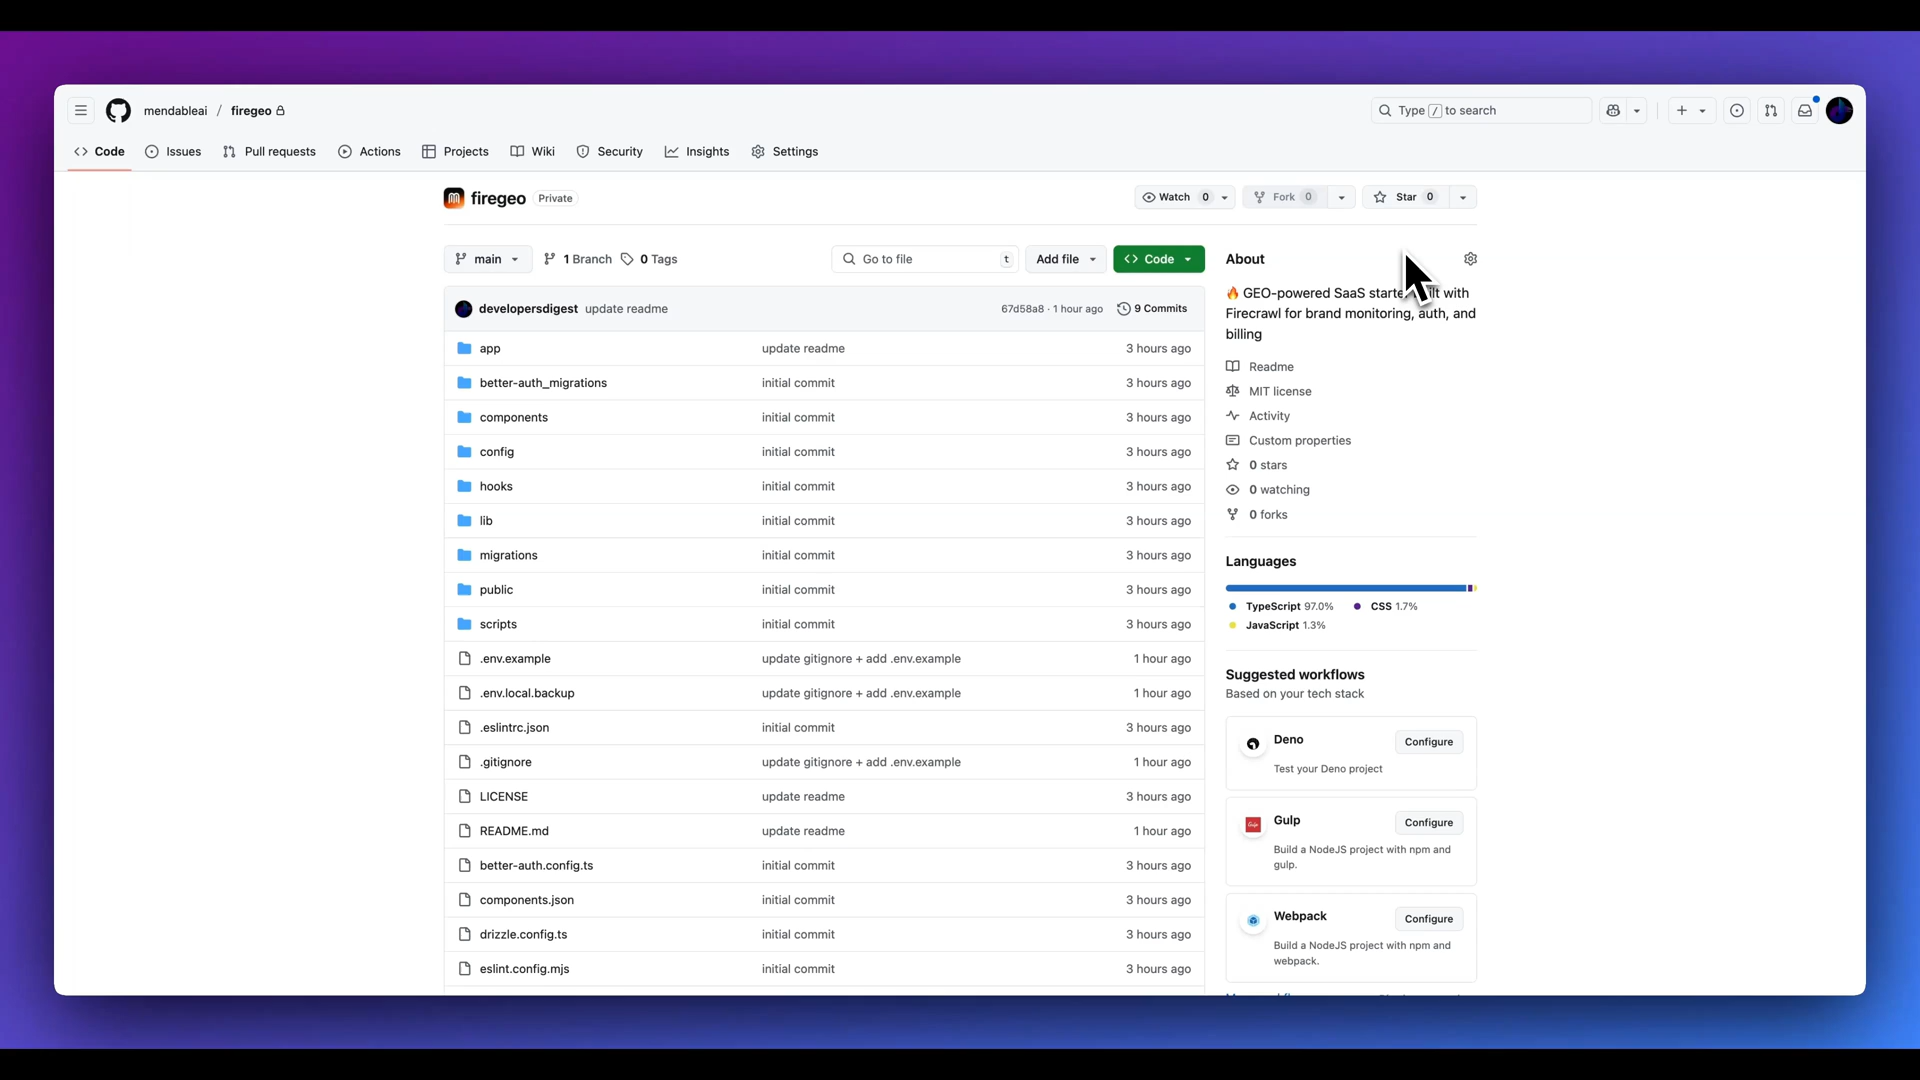 mendableai / firegeo
Type / to search
Code
Issues
Pull requests
Actions
Projects
Wiki
Security
Insights
Settings
firegeo Private
Watch 0
Fork 0
Star 0
main
1 Branch
0 Tags
Go to file t
Add file
Code
developersdigest update readme 67d58a8 · 1 hour ago 9 Commits
app update readme 3 hours ago
better-auth_migrations initial commit 3 hours ago
components initial commit 3 hours ago
config initial commit 3 hours ago
hooks initial commit 3 hours ago
lib initial commit 3 hours ago
migrations initial commit 3 hours ago
public initial commit 3 hours ago
scripts initial commit 3 hours ago
.env.example update gitignore + add .env.example 1 hour ago
.env.local.backup update gitignore + add .env.example 1 hour ago
.eslintrc.json initial commit 3 hours ago
.gitignore update gitignore + add .env.example 1 hour ago
LICENSE update readme 3 hours ago
README.md update readme 1 hour ago
better-auth.config.ts initial commit 3 hours ago
components.json initial commit 3 hours ago
drizzle.config.ts initial commit 3 hours ago
eslint.config.mjs initial commit 3 hours ago
About
🔥 GEO-powered SaaS with
Firecrawl for brand monitoring, auth, and
billing
Readme
MIT license
Activity
Custom properties
0 stars
0 watching
0 forks
Languages
TypeScript 97.0% CSS 1.7%
JavaScript 1.3%
Suggested workflows
Based on your tech stack
Deno Configure
Test your Deno project
Gulp Configure
Build a NodeJS project with npm and
gulp.
Webpack Configure
Build a NodeJS project with npm and
webpack.